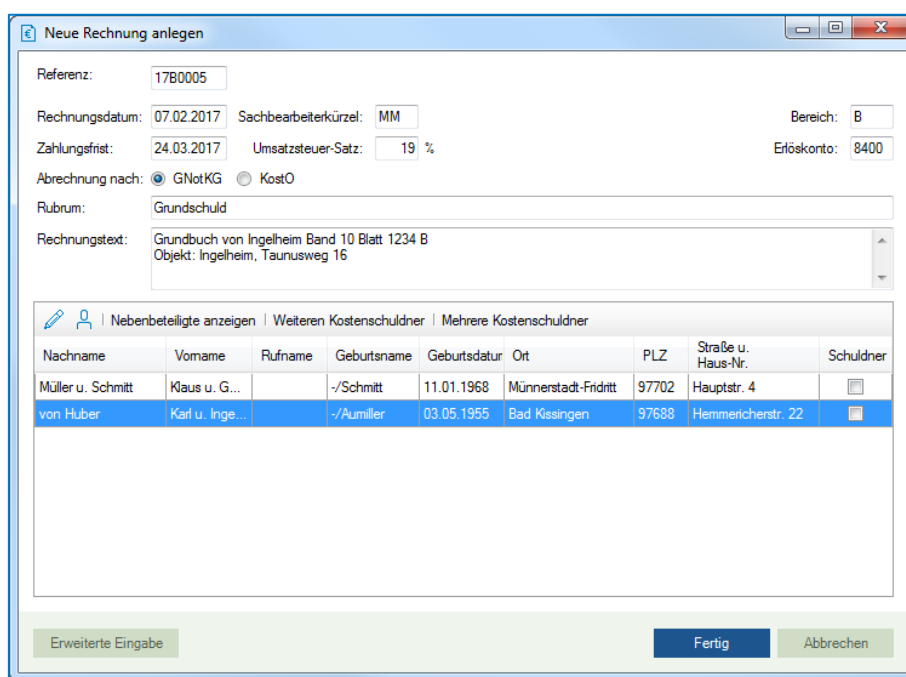 Neue Rechnung anlegen
Referenz: 17B0005
Rechnungsdatum: 07.02.2017 Sachbearbeiterkürzel: MM Bereich: B
Zahlungsfrist: 24.03.2017 Umsatzsteuer-Satz: 19 % Erlöskonto: 8400
Abrechnung nach: GNotKG KostO
Rubrum: Grundschuld
Rechnungstext: Grundbuch von Ingelheim Band 10 Blatt 1234 B
Objekt: Ingelheim, Taunusweg 16
Nebenbeteiligte anzeigen | Weiteren Kostenschuldner | Mehrere Kostenschuldner
Nachname Vorname Rufname Geburtsname Geburtsdatur Ort PLZ Straße u. Haus-Nr. Schuldner
Müller u. Schmitt Klaus u. G... -/Schmitt 11.01.1968 Münnerstadt-Fridritt 97702 Hauptstr. 4
von Huber Karl u. Inge... -/Aumiller 03.05.1955 Bad Kissingen 97688 Hemmericherstr. 22
Erweiterte Eingabe Fertig Abbrechen